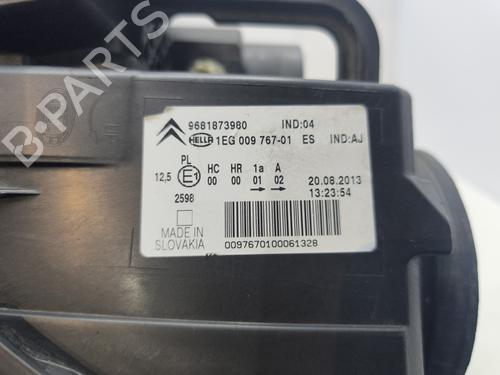 9681873980 IND:04
HELLA 1EG 009 767-01 ES IND:AJ
PL HC HR 1a A
12,5 E1 00 00 01 02 20.08.2013
2598 13:23:54
MADE IN
SLOVAKIA
0097670100061328
B-PARTS